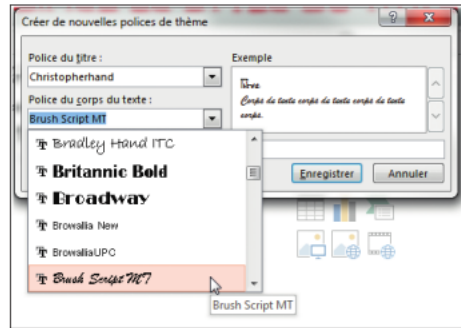 Créer de nouvelles polices de thème
Police du titre :
Exemple
Christopherhand
Titre
Corps de texte corps de texte corps de texte
corps.
Police du corps du texte :
Brush Script MT
Bradley Hand ITC
Britannic Bold
Broadway
Browallia New
BrowalliaUPC
Brush Script MT
Enregistrer
Annuler
Brush Script MT